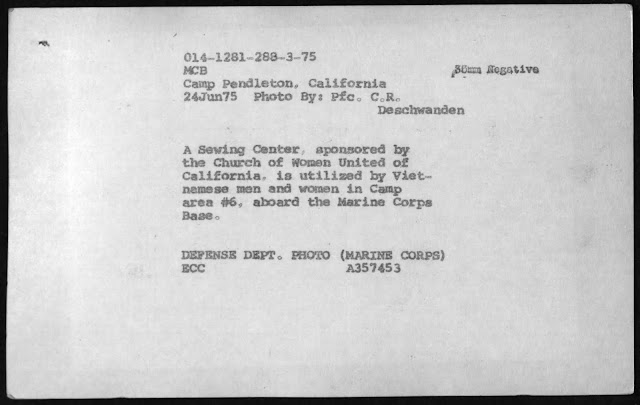 014-1281-288-3-75
MCB 35mm Negative
Camp Pendleton, California
24Jun75 Photo By: Pfc. C.R.
Deschwanden
A Sewing Center, sponsored by
the Church of Women United of
California, is utilized by Viet-
namese men and women in Camp
area #6, aboard the Marine Corps
Base.
DEFENSE DEPT. PHOTO (MARINE CORPS)
ECC A357453